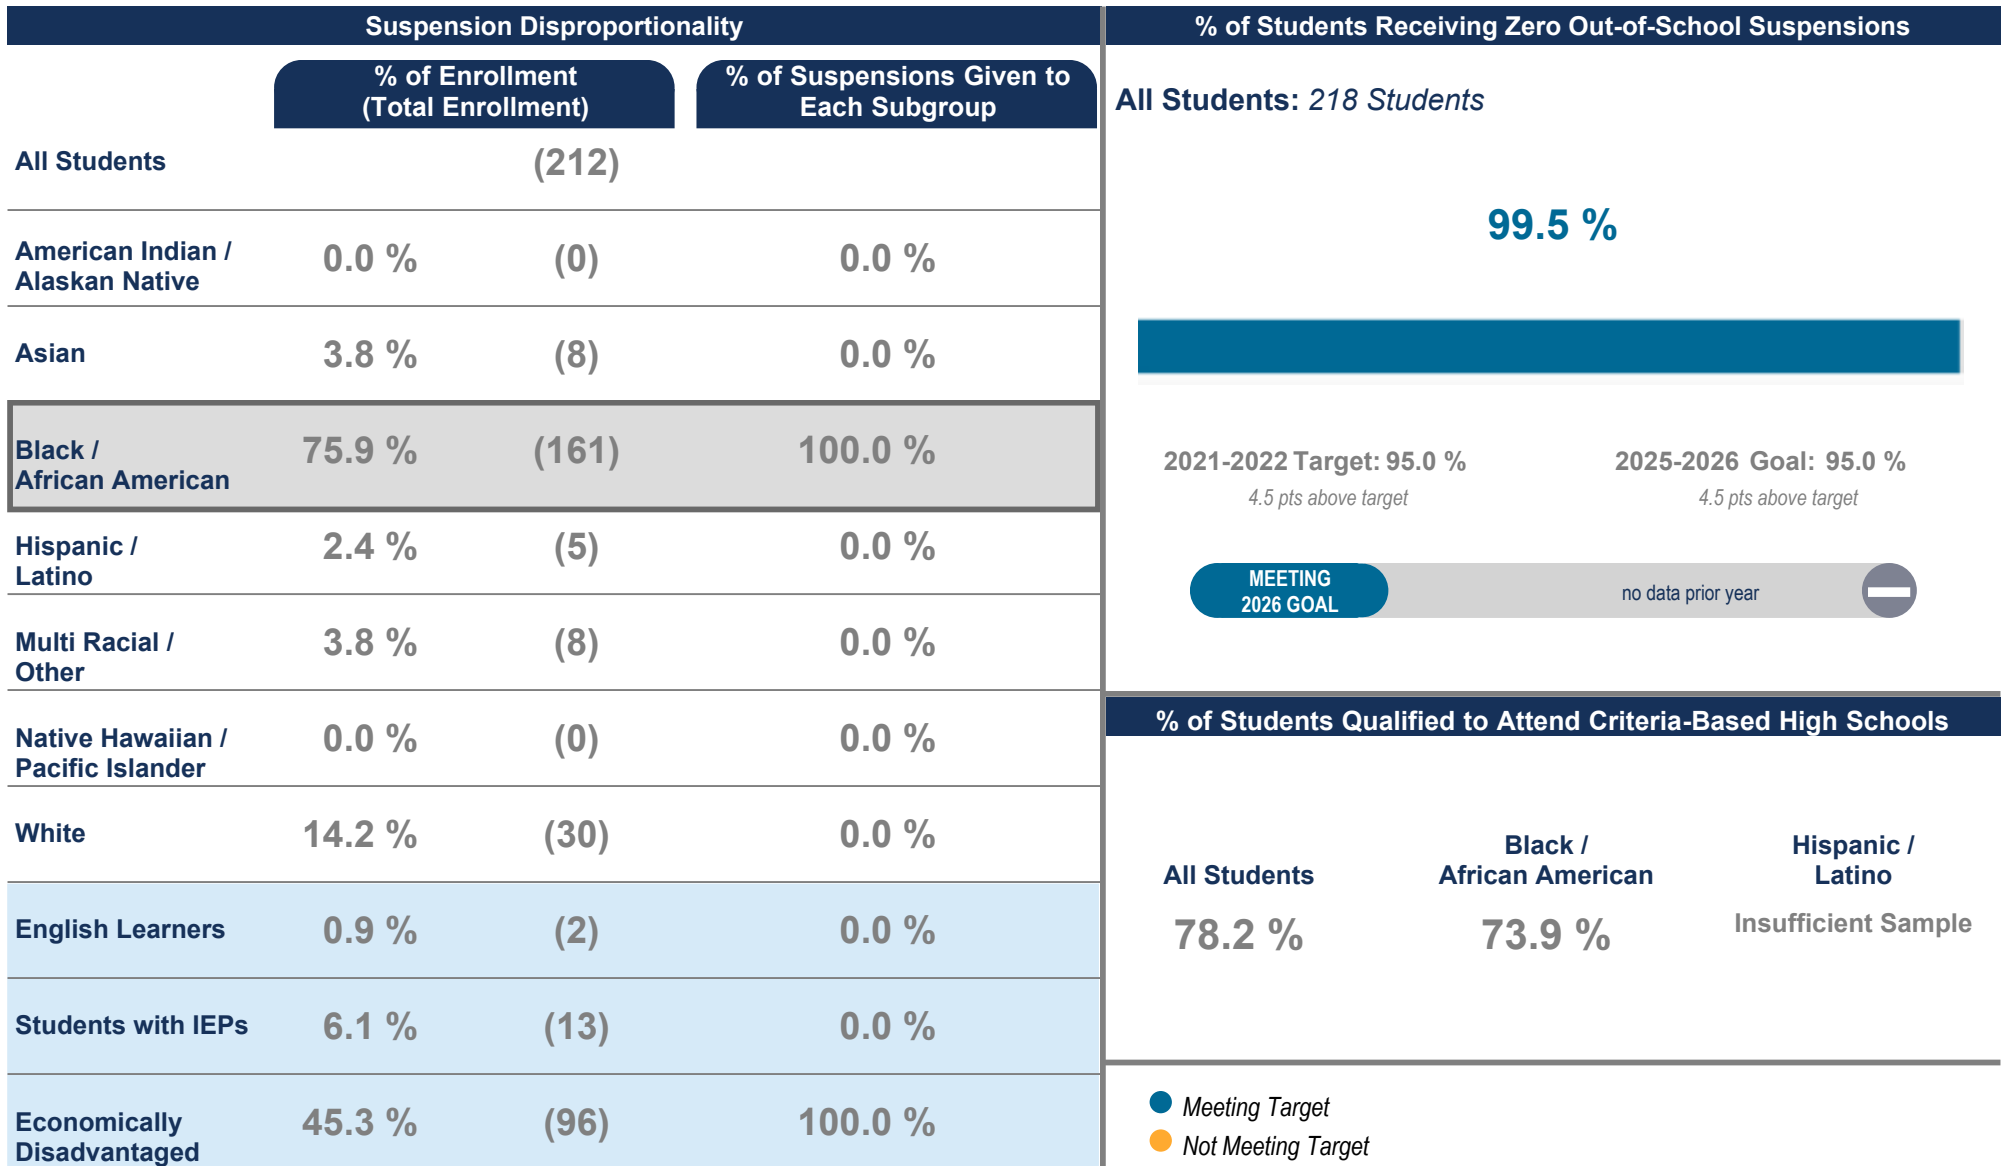 Suspension Disproportionality
% of Enrollment
(Total Enrollment)
% of Suspensions Given to
Each Subgroup
All Students (212)
American Indian /
Alaskan Native
0.0 % (0) 0.0 %
Asian 3.8 % (8) 0.0 %
Black /
African American
75.9 % (161) 100.0 %
Hispanic /
Latino
2.4 % (5) 0.0 %
Multi Racial /
Other
3.8 % (8) 0.0 %
Native Hawaiian /
Pacific Islander
0.0 % (0) 0.0 %
White 14.2 % (30) 0.0 %
English Learners 0.9 % (2) 0.0 %
Students with IEPs 6.1 % (13) 0.0 %
Economically
Disadvantaged
45.3 % (96) 100.0 %
% of Students Receiving Zero Out-of-School Suspensions
All Students: 218 Students
99.5 %
2021-2022 Target: 95.0 %
4.5 pts above target
2025-2026 Goal: 95.0 %
4.5 pts above target
MEETING
2026 GOAL
no data prior year
% of Students Qualified to Attend Criteria-Based High Schools
All Students
78.2 %
Black /
African American
73.9 %
Hispanic /
Latino
Insufficient Sample
Meeting Target
Not Meeting Target